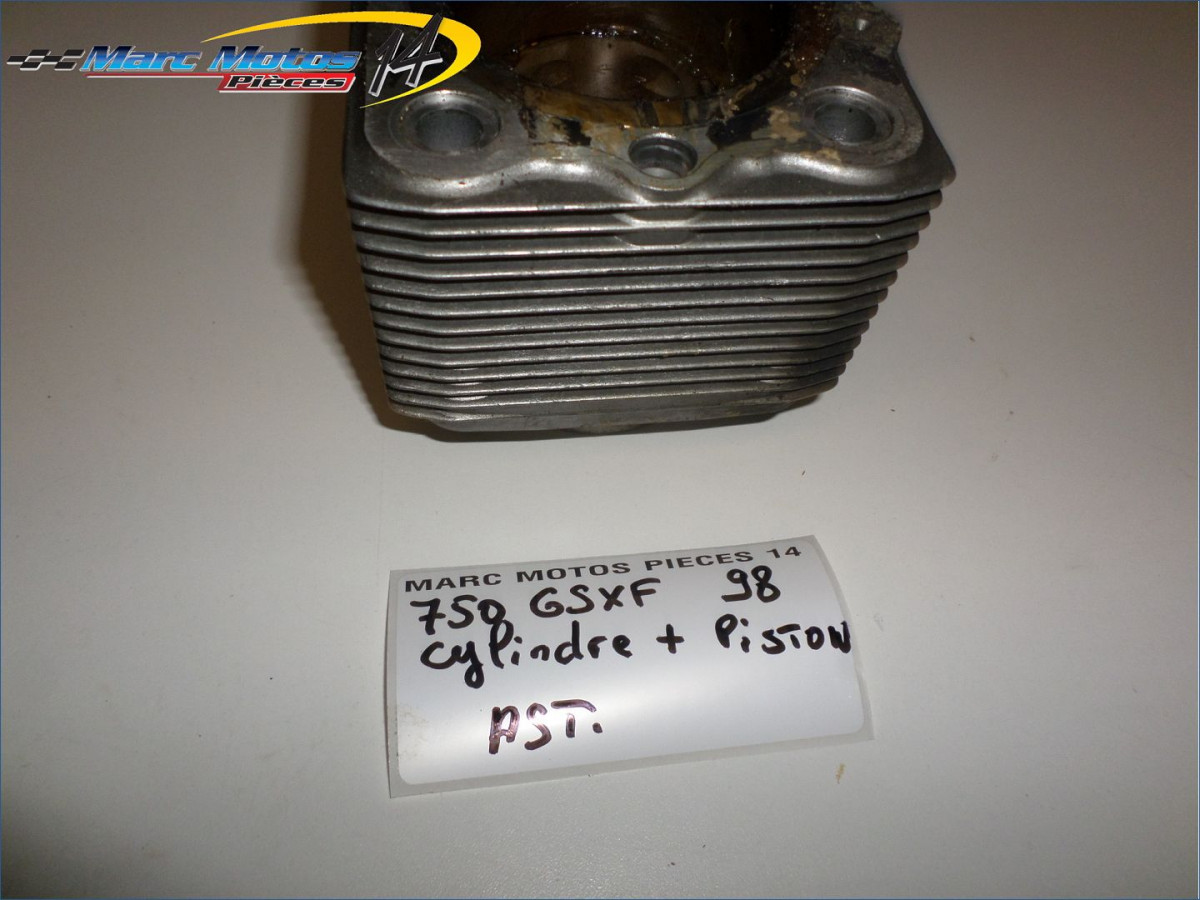 Marc Motos 14
Pièces
MARC MOTOS PIECES 14
750 GSXF 98
cylindre + PISTON
AST.